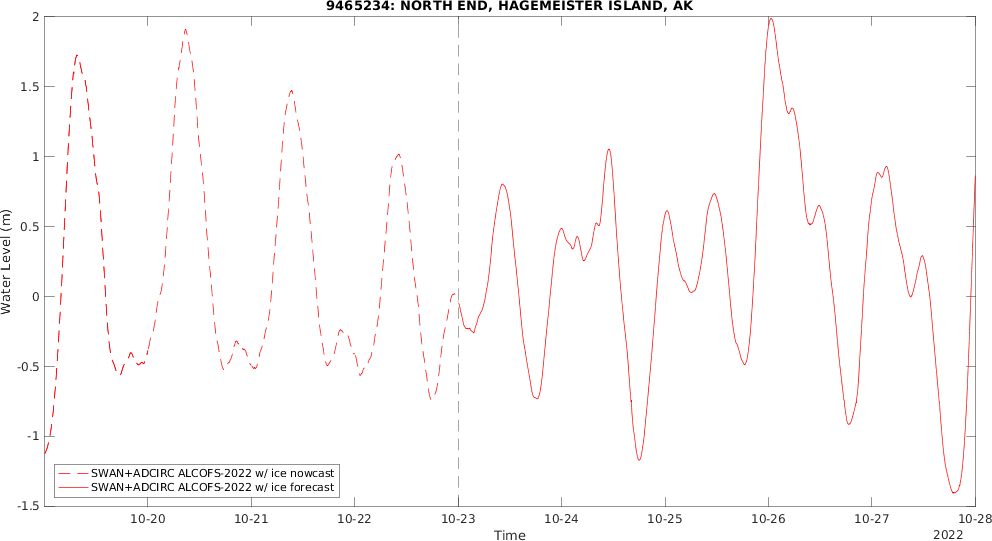 9465234: NORTH END, HAGEMEISTER ISLAND, AK
Water Level (m)
2
1.5
1
0.5
0
-0.5
-1
-1.5
SWAN+ADCIRC ALCOFS-2022 w/ ice nowcast
SWAN+ADCIRC ALCOFS-2022 w/ ice forecast
10-20 10-21 10-22 10-23 10-24 10-25 10-26 10-27 10-28
Time
2022